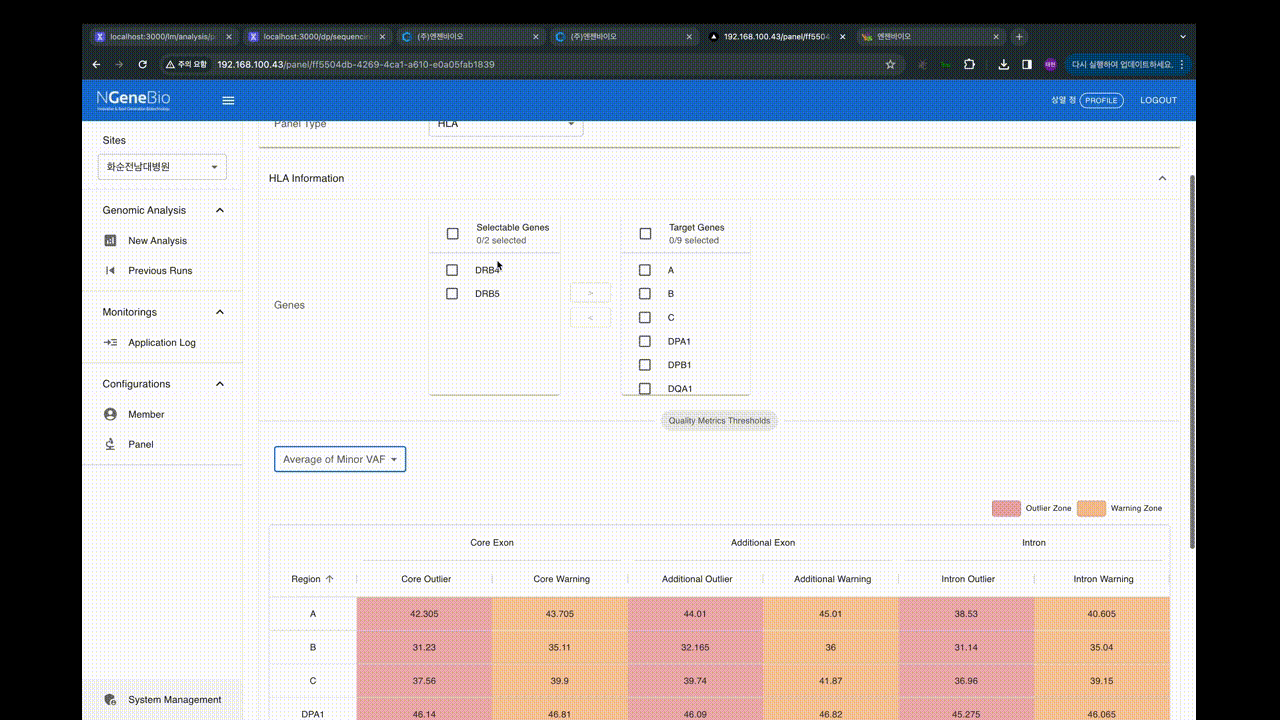 localhost:3000/lm/analysis/p
localhost:3000/dp/sequencin
(주)엔젠바이오
(주)엔젠바이오
192.168.100.43/panel/ff5504
엔젠바이오
주의 요함 192.168.100.43/panel/ff5504db-4269-4ca1-a610-e0a05fab1839
다시 실행하여 업데이트하세요.
NGeneBio
상열 정 PROFILE LOGOUT
Sites
화순전남대병원
Genomic Analysis
New Analysis
Previous Runs
Monitorings
Application Log
Configurations
Member
Panel
System Management
Panel Type HLA
HLA Information
Genes
Selectable Genes
0/2 selected
DRB4
DRB5
>
<
Target Genes
0/9 selected
A
B
C
DPA1
DPB1
DQA1
Quality Metrics Thresholds
Average of Minor VAF
Outlier Zone Warning Zone
Core Exon Additional Exon Intron
Region Core Outlier Core Warning Additional Outlier Additional Warning Intron Outlier Intron Warning
A 42.305 43.705 44.01 45.01 38.53 40.605
B 31.23 35.11 32.165 36 31.14 35.04
C 37.56 39.9 39.74 41.87 36.96 39.15
DPA1 46.14 46.81 46.09 46.82 45.275 46.065